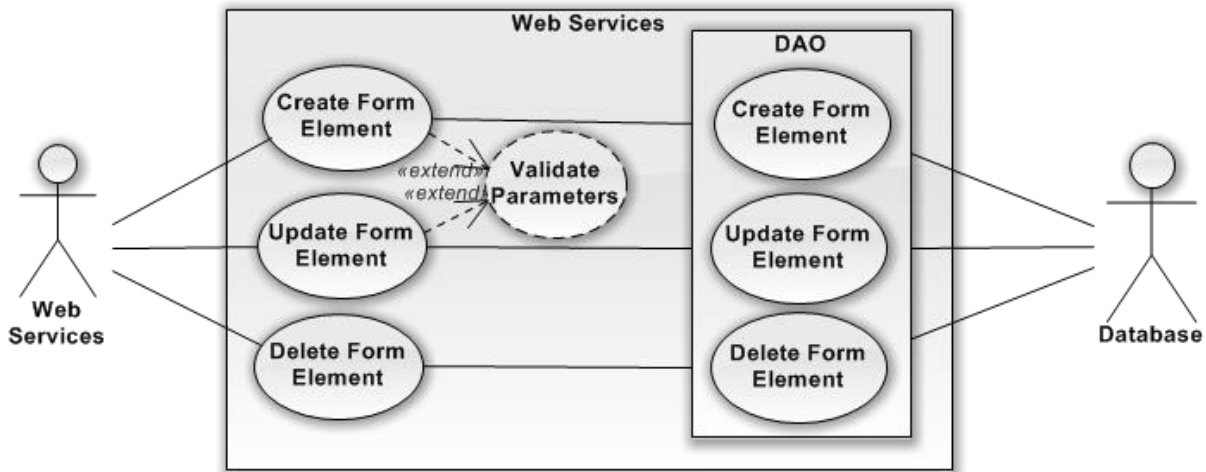 Web Services
DAO
Create Form
Element
Create Form
Element
«extend»
«extend»
Validate
Parameters
Update Form
Element
Update Form
Element
Web
Services
Database
Delete Form
Element
Delete Form
Element